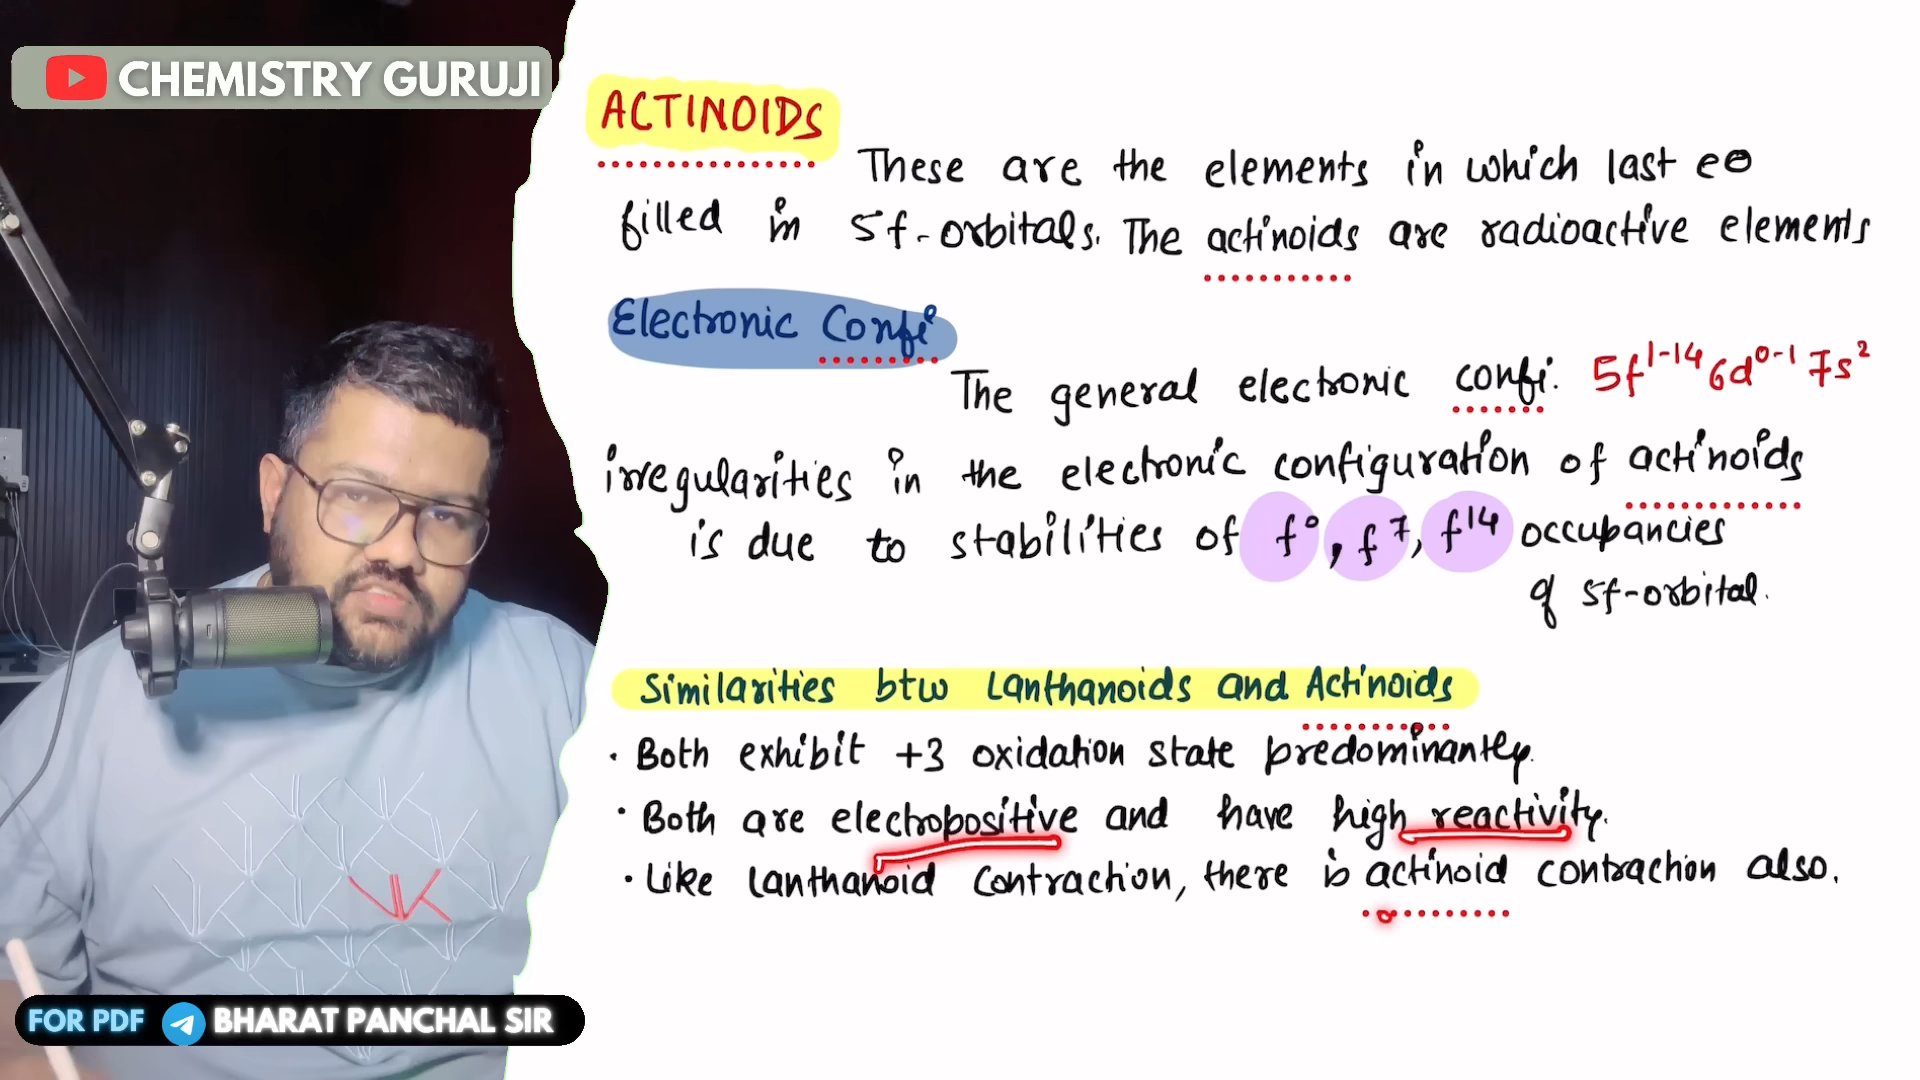 CHEMISTRY GURUJI
ACTINOIDS
These are the elements in which last e⊖
filled in 5f-orbitals. The actinoids are radioactive elements
Electronic Confi
The general electronic confi. 5f¹⁻¹⁴ 6d⁰⁻¹ 7s²
irregularities in the electronic configuration of actinoids
is due to stabilities of f⁰, f⁷, f¹⁴ occupancies
of 5f-orbital.
Similarities btw Lanthanoids and Actinoids
· Both exhibit +3 oxidation state predominantly.
· Both are electropositive and have high reactivity.
· Like lanthanoid contraction, there is actinoid contraction also.
FOR PDF BHARAT PANCHAL SIR